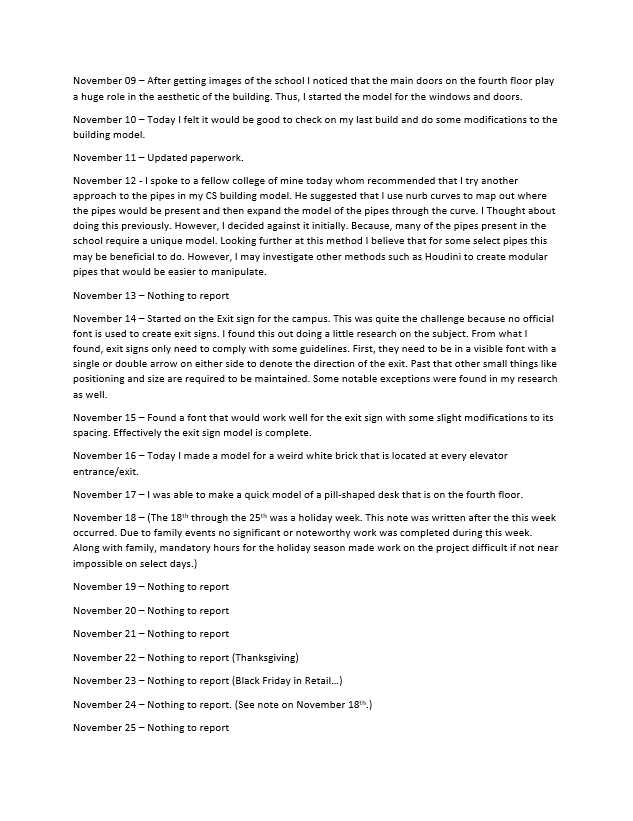 November 09 – After getting images of the school I noticed that the main doors on the fourth floor play
a huge role in the aesthetic of the building. Thus, I started the model for the windows and doors.
November 10 – Today I felt it would be good to check on my last build and do some modifications to the
building model.
November 11 – Updated paperwork.
November 12 - I spoke to a fellow college of mine today whom recommended that I try another
approach to the pipes in my CS building model. He suggested that I use nurb curves to map out where
the pipes would be present and then expand the model of the pipes through the curve. I Thought about
doing this previously. However, I decided against it initially. Because, many of the pipes present in the
school require a unique model. Looking further at this method I believe that for some select pipes this
may be beneficial to do. However, I may investigate other methods such as Houdini to create modular
pipes that would be easier to manipulate.
November 13 – Nothing to report
November 14 – Started on the Exit sign for the campus. This was quite the challenge because no official
font is used to create exit signs. I found this out doing a little research on the subject. From what I
found, exit signs only need to comply with some guidelines. First, they need to be in a visible font with a
single or double arrow on either side to denote the direction of the exit. Past that other small things like
positioning and size are required to be maintained. Some notable exceptions were found in my research
as well.
November 15 – Found a font that would work well for the exit sign with some slight modifications to its
spacing. Effectively the exit sign model is complete.
November 16 – Today I made a model for a weird white brick that is located at every elevator
entrance/exit.
November 17 – I was able to make a quick model of a pill-shaped desk that is on the fourth floor.
November 18 – (The 18th through the 25th was a holiday week. This note was written after the this week
occurred. Due to family events no significant or noteworthy work was completed during this week.
Along with family, mandatory hours for the holiday season made work on the project difficult if not near
impossible on select days.)
November 19 – Nothing to report
November 20 – Nothing to report
November 21 – Nothing to report
November 22 – Nothing to report (Thanksgiving)
November 23 – Nothing to report (Black Friday in Retail…)
November 24 – Nothing to report. (See note on November 18th.)
November 25 – Nothing to report